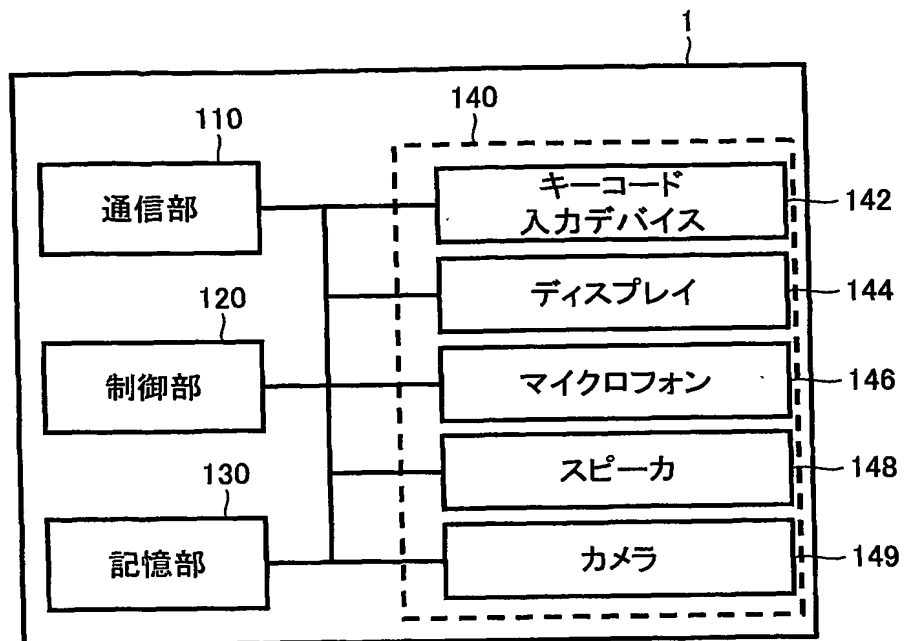 1
140
110
通信部
キーコード
入力デバイス
142
ディスプレイ
144
120
制御部
マイクロフォン
146
スピーカ
148
130
記憶部
カメラ
149